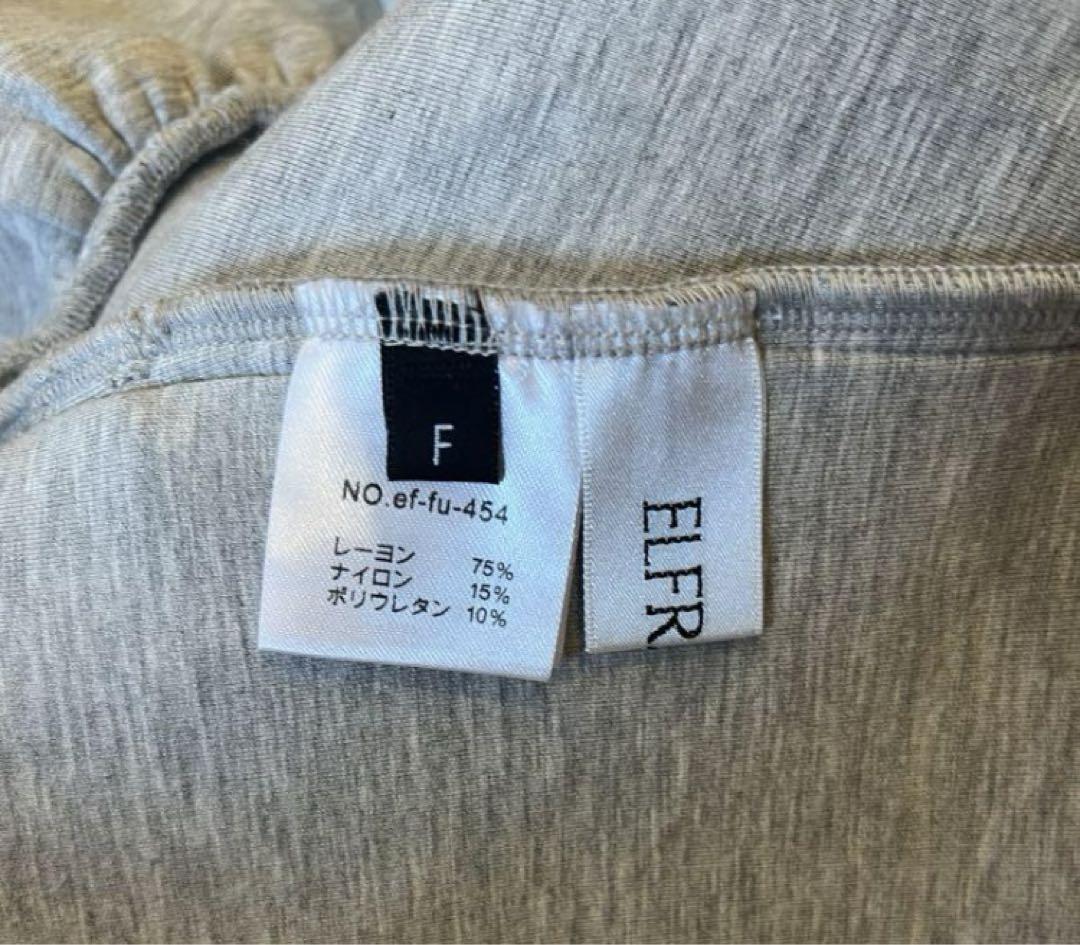 F
NO.ef-fu-454
レーヨン 75%
ナイロン 15%
ポリウレタン 10%
ELFR